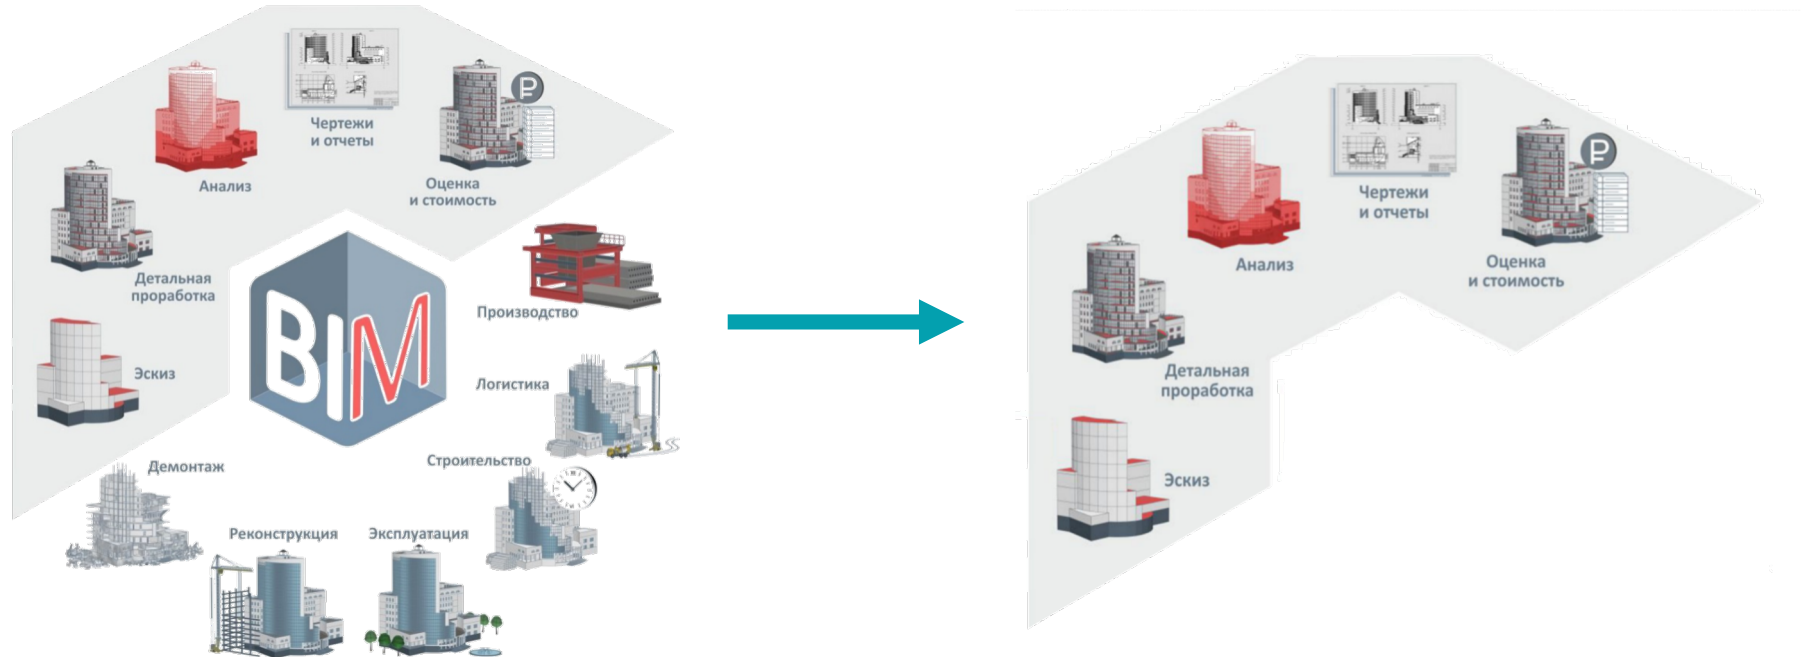 Чертежи
и отчеты
Анализ
Оценка
и стоимость
Детальная
проработка
Эскиз
BIM
Производство
Логистика
Строительство
Эксплуатация
Реконструкция
Демонтаж
Чертежи
и отчеты
Анализ
Оценка
и стоимость
Детальная
проработка
Эскиз